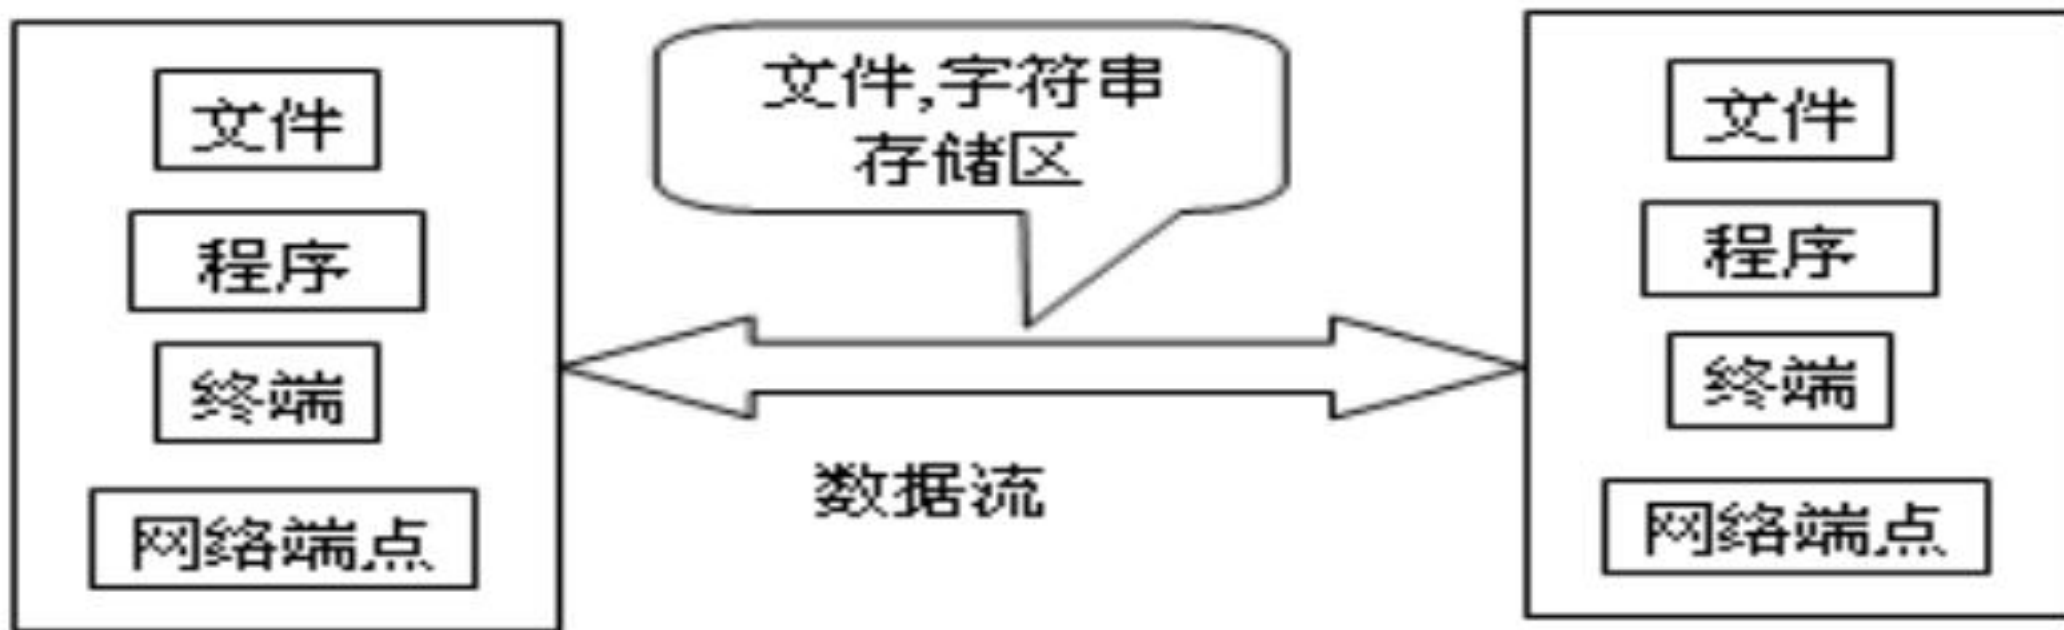 文件
程序
终端
网络端点
文件,字符串
存储区
数据流
文件
程序
终端
网络端点